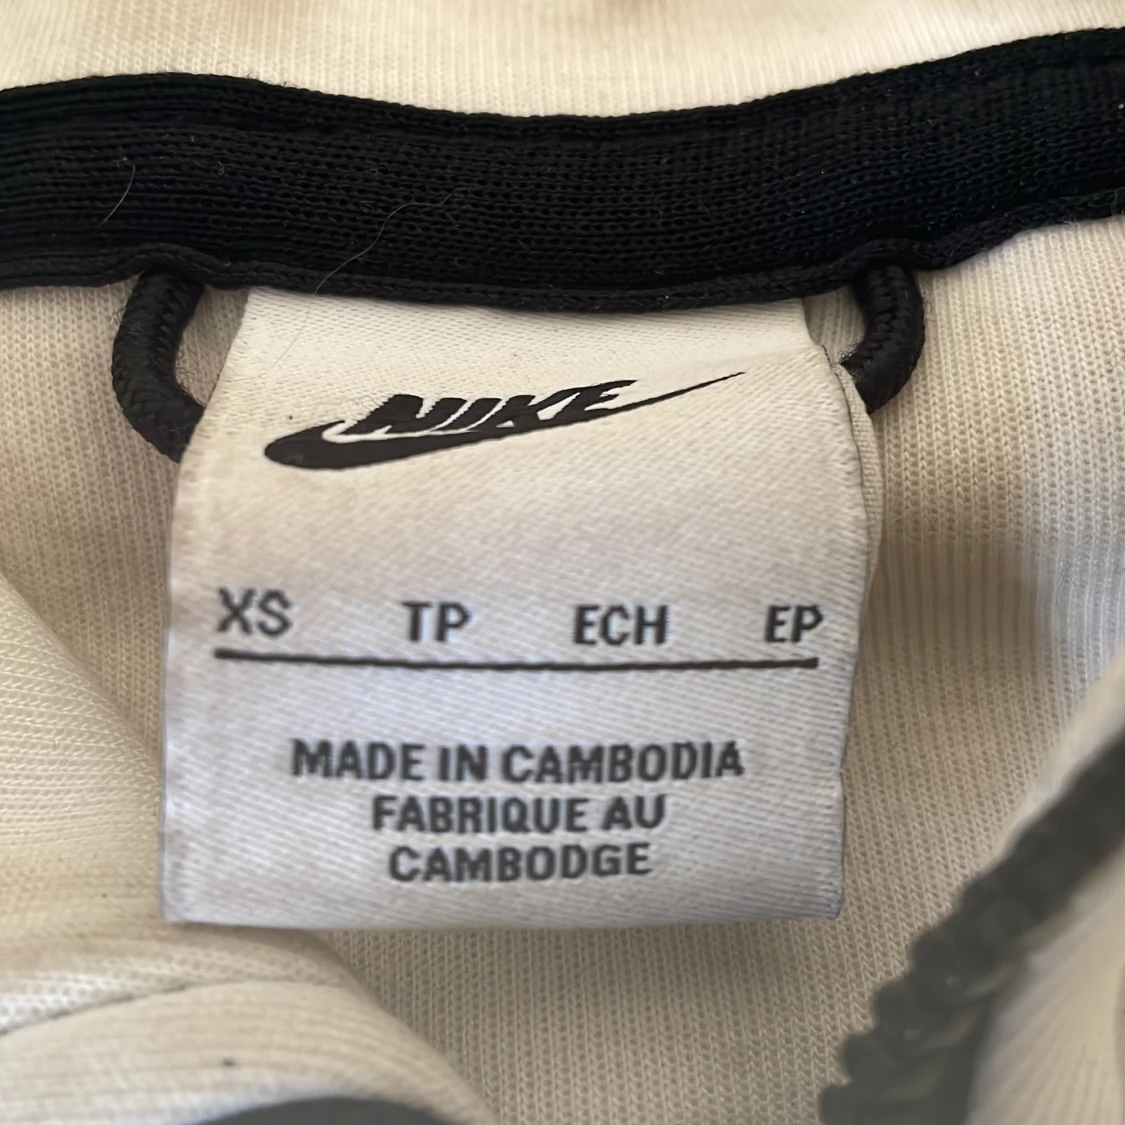 NIKE
XS TP ECH EP
MADE IN CAMBODIA
FABRIQUE AU
CAMBODGE